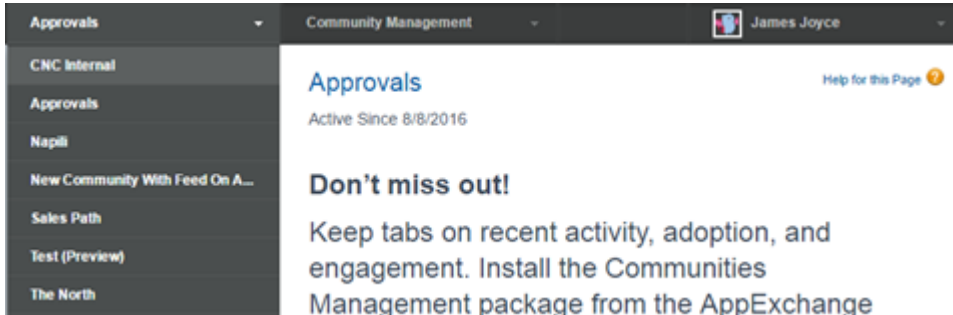 Approvals
Community Management
James Joyce
CNC Internal
Approvals
Napili
New Community With Feed On A...
Sales Path
Test (Preview)
The North
Approvals
Help for this Page ?
Active Since 8/8/2016
Don't miss out!
Keep tabs on recent activity, adoption, and
engagement. Install the Communities
Management package from the AppExchange